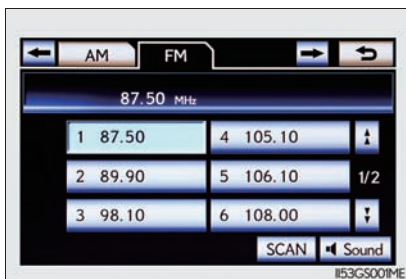 AM FM
87.50 MHz
1 87.50 4 105.10
2 89.90 5 106.10 1/2
3 98.10 6 108.00
SCAN Sound
II53GS001ME